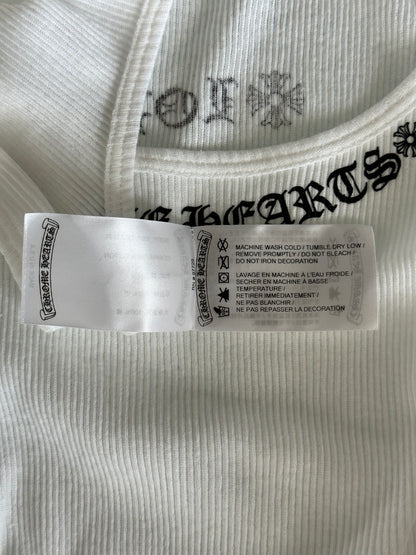 HEARTS
CHROME HEARTS
CHROME HEARTS
MACHINE WASH COLD / TUMBLE DRY LOW /
REMOVE PROMPTLY / DO NOT BLEACH /
DO NOT IRON DECORATION
LAVAGE EN MACHINE À L'EAU FROIDE /
SECHER EN MACHINE À BASSE
TEMPERATURE /
RETIRER IMMÉDIATEMENT /
NE PAS BLANCHIR /
NE PAS REPASSER LA DECORATION